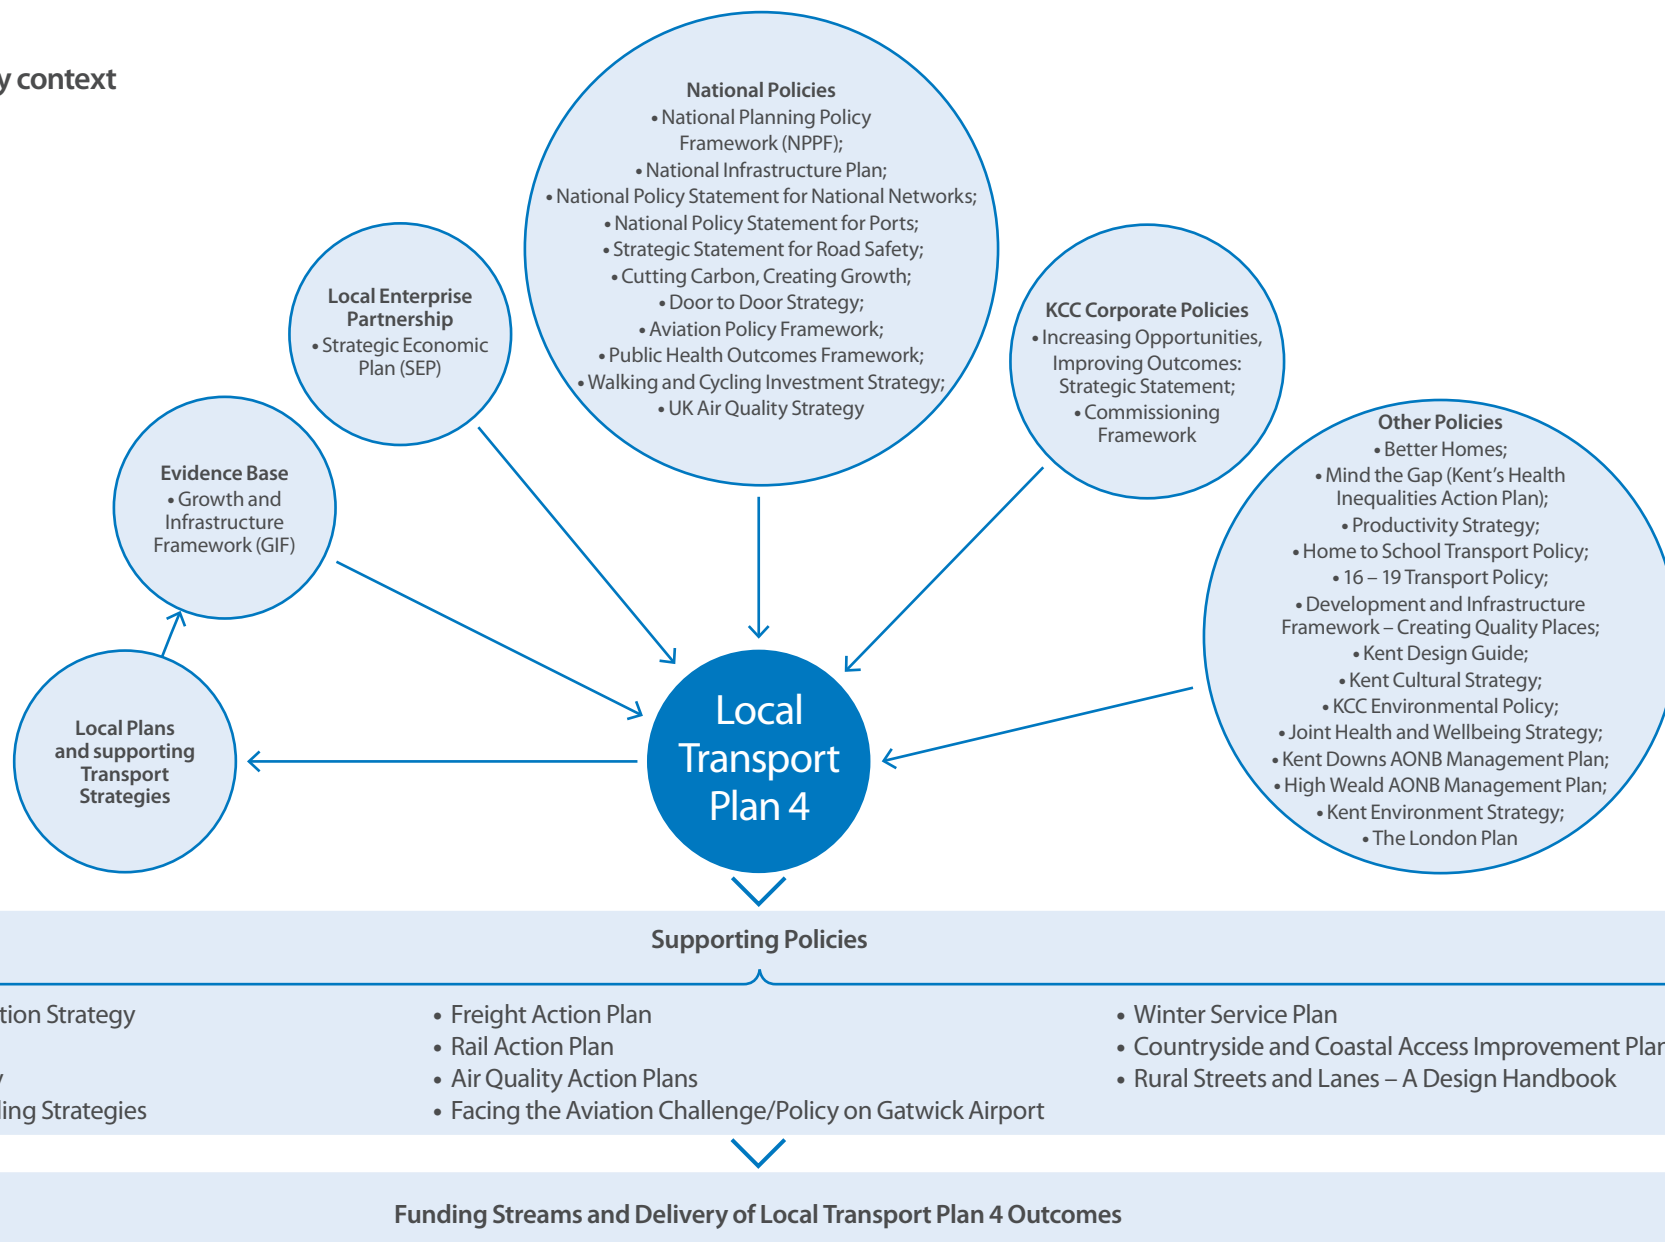 context
National Policies
• National Planning Policy
Framework (NPPF);
• National Infrastructure Plan;
• National Policy Statement for National Networks;
• National Policy Statement for Ports;
• Strategic Statement for Road Safety;
• Cutting Carbon, Creating Growth;
• Door to Door Strategy;
• Aviation Policy Framework;
• Public Health Outcomes Framework;
• Walking and Cycling Investment Strategy;
• UK Air Quality Strategy
Local Enterprise
Partnership
• Strategic Economic
Plan (SEP)
KCC Corporate Policies
• Increasing Opportunities,
Improving Outcomes:
Strategic Statement;
• Commissioning
Framework
Evidence Base
• Growth and
Infrastructure
Framework (GIF)
Other Policies
• Better Homes;
• Mind the Gap (Kent's Health
Inequalities Action Plan);
• Productivity Strategy;
• Home to School Transport Policy;
• 16 – 19 Transport Policy;
• Development and Infrastructure
Framework – Creating Quality Places;
• Kent Design Guide;
• Kent Cultural Strategy;
• KCC Environmental Policy;
• Joint Health and Wellbeing Strategy;
• Kent Downs AONB Management Plan;
• High Weald AONB Management Plan;
• Kent Environment Strategy;
• The London Plan
Local Plans
and supporting
Transport
Strategies
Local
Transport
Plan 4
Supporting Policies
Strategy
Strategies
• Freight Action Plan
• Rail Action Plan
• Air Quality Action Plans
• Facing the Aviation Challenge/Policy on Gatwick Airport
• Winter Service Plan
• Countryside and Coastal Access Improvement Plan
• Rural Streets and Lanes – A Design Handbook
Funding Streams and Delivery of Local Transport Plan 4 Outcomes